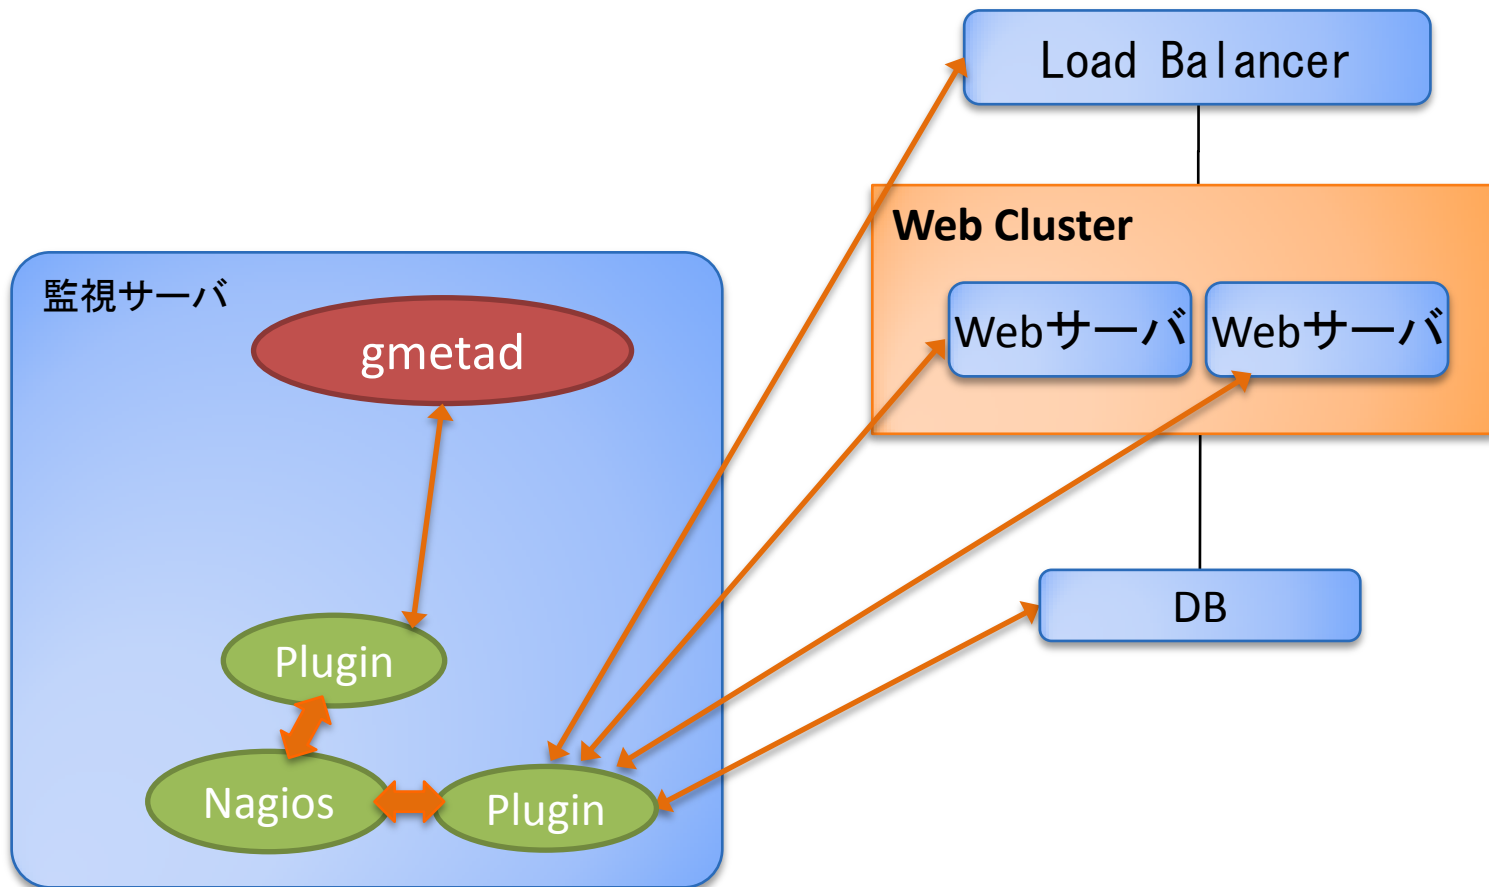 Load Balancer
Web Cluster
Webサーバ
Webサーバ
DB
監視サーバ
gmetad
Plugin
Nagios
Plugin